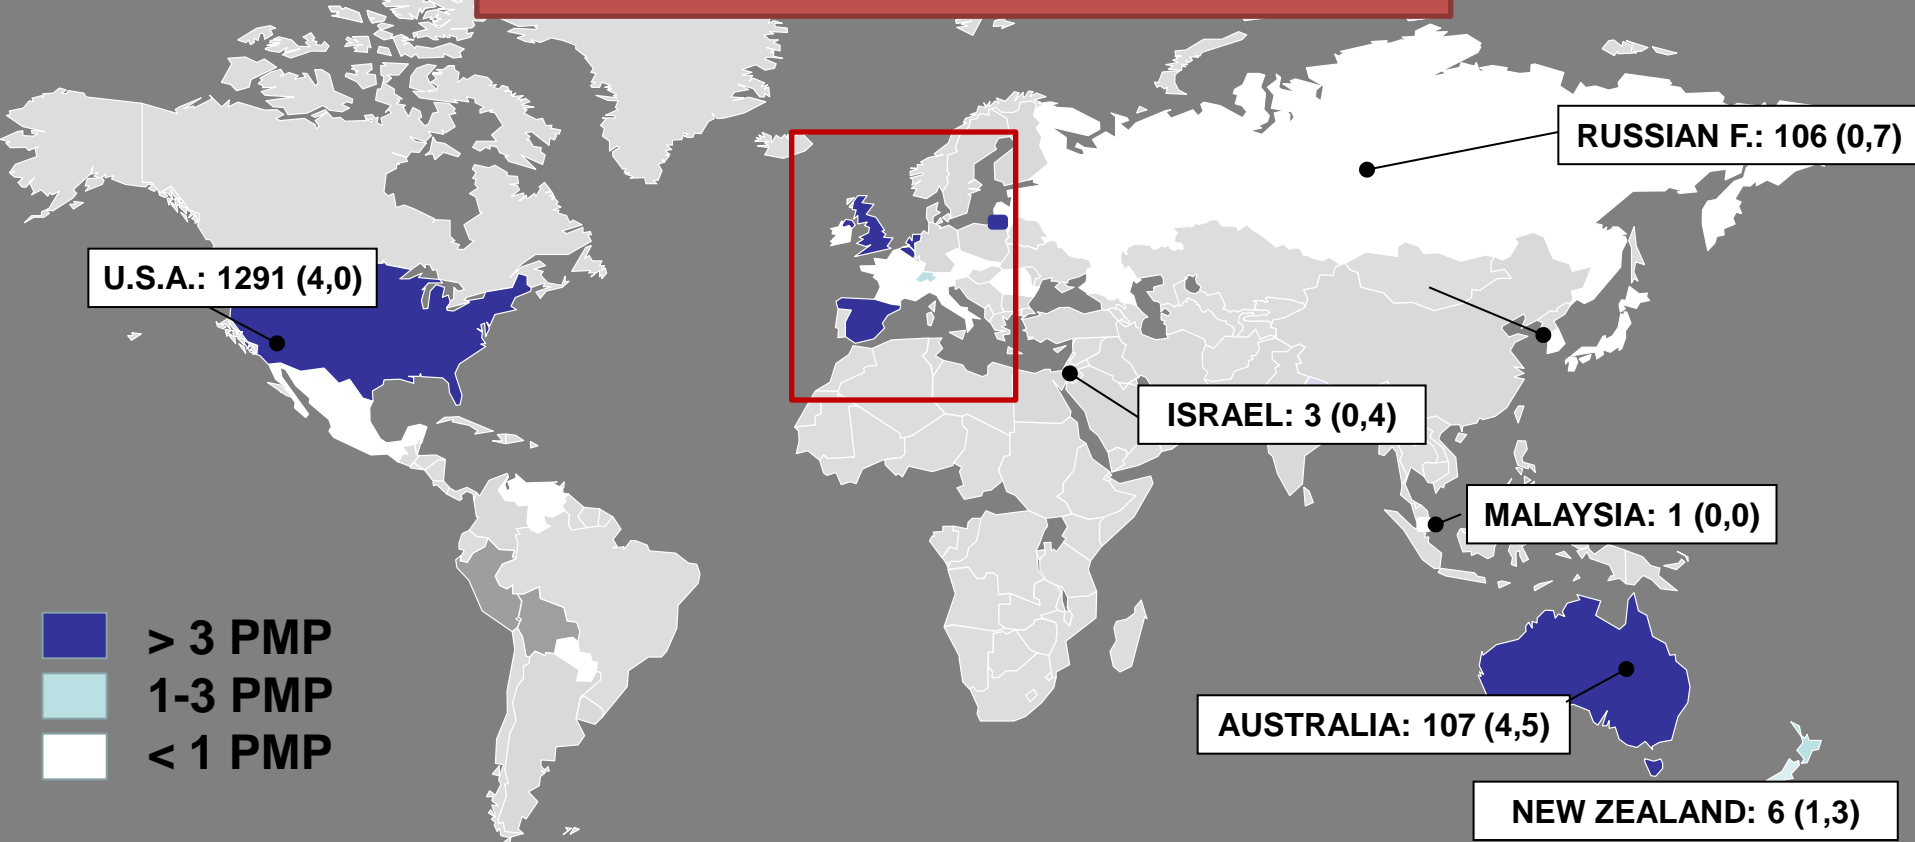 RUSSIAN F.: 106 (0,7)
U.S.A.: 1291 (4,0)
ISRAEL: 3 (0,4)
MALAYSIA: 1 (0,0)
> 3 PMP
1-3 PMP
< 1 PMP
AUSTRALIA: 107 (4,5)
NEW ZEALAND: 6 (1,3)